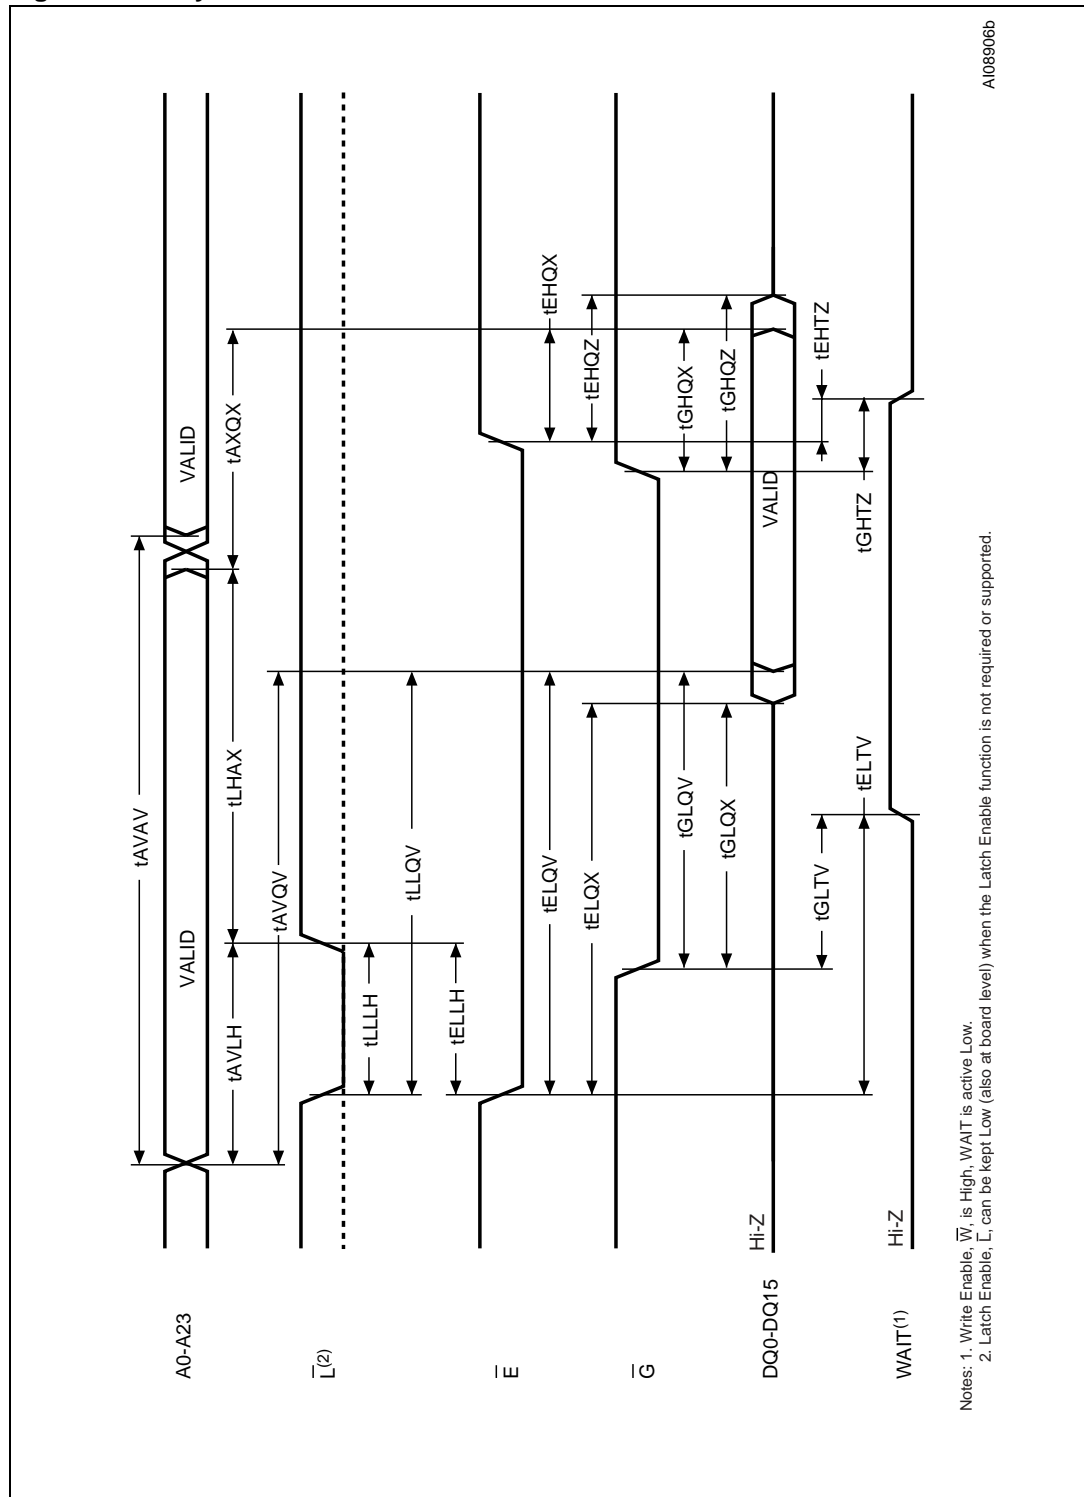 AI08906b
A0-A23
VALID
VALID
tAVAV
tAVLH
tLHAX
tAXQX
L(2)
tAVQV
tLLLH
tLLQV
tELLH
E
tELQV
tEHQX
tELQX
tEHQZ
G
tGLQV
tGHQX
tGLQX
tGHQZ
DQ0-DQ15
Hi-Z
VALID
tGLTV
tEHTZ
tELTV
tGHTZ
WAIT(1)
Hi-Z
Notes: 1. Write Enable, W, is High, WAIT is active Low.
2. Latch Enable, L, can be kept Low (also at board level) when the Latch Enable function is not required or supported.